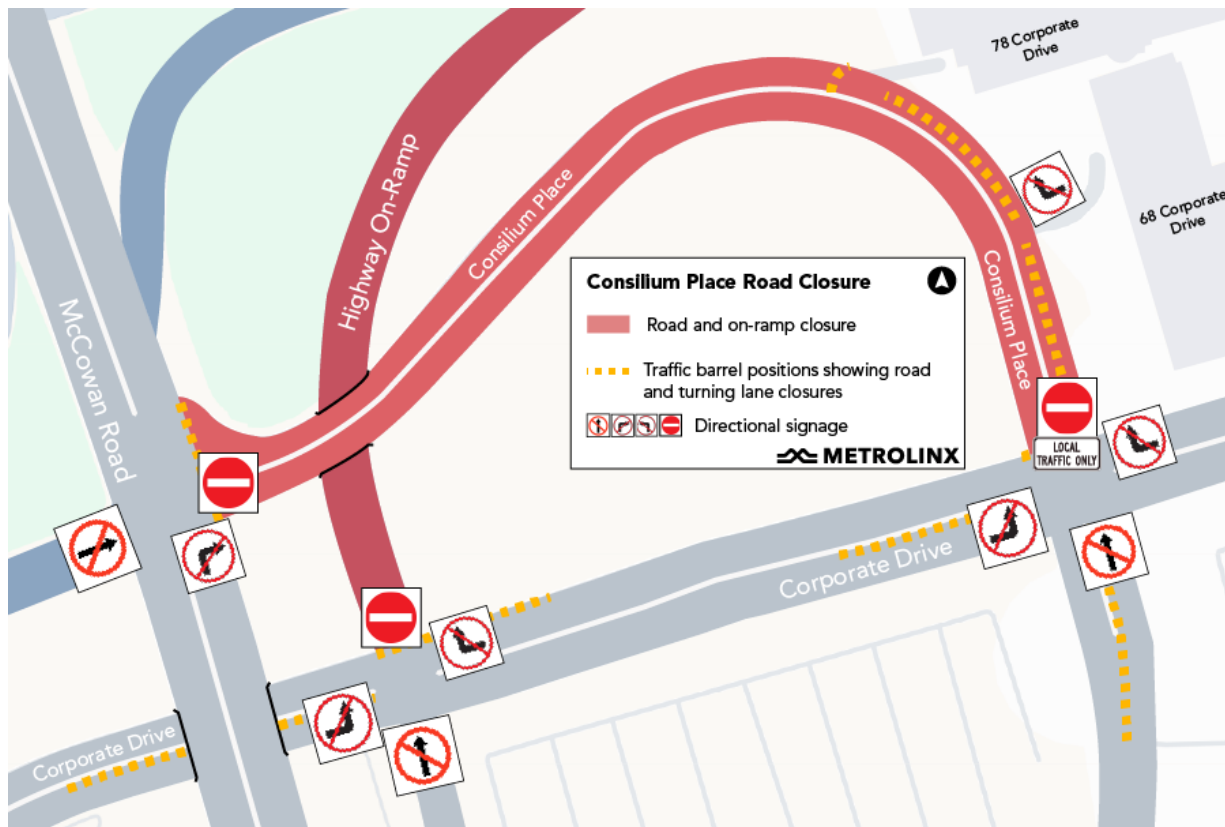 78 Corporate
Drive
68 Corporate
Drive
Highway On-Ramp
Consilium Place
Consilium Place
McCowan Road
Consilium Place Road Closure
Road and on-ramp closure
Traffic barrel positions showing road
and turning lane closures
Directional signage
METROLINX
LOCAL
TRAFFIC ONLY
Corporate Drive
Corporate Drive